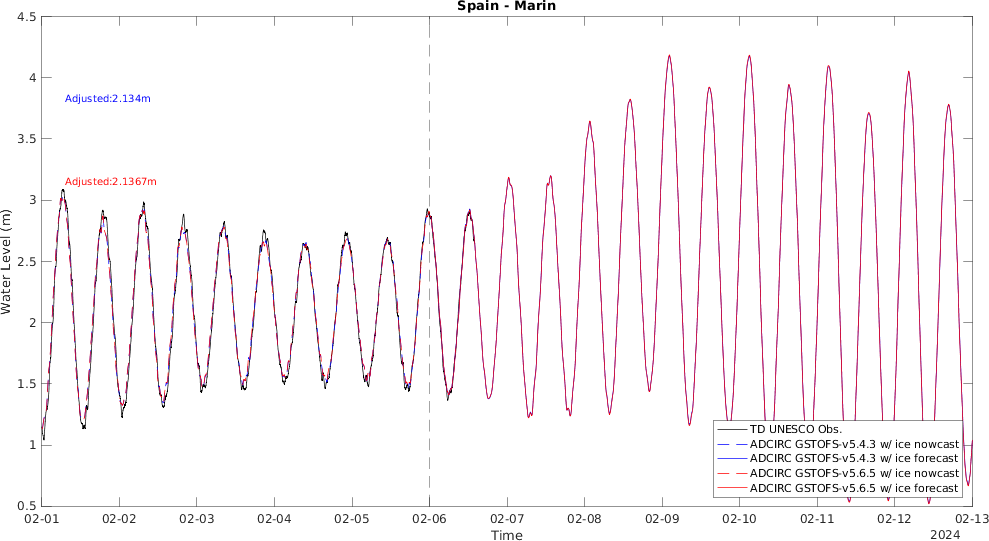 Spain - Marin
4.5
4
3.5
3
2.5
2
1.5
1
0.5
Water Level (m)
Adjusted:2.134m
Adjusted:2.1367m
TD UNESCO Obs.
ADCIRC GSTOFS-v5.4.3 w/ ice nowcast
ADCIRC GSTOFS-v5.4.3 w/ ice forecast
ADCIRC GSTOFS-v5.6.5 w/ ice nowcast
ADCIRC GSTOFS-v5.6.5 w/ ice forecast
02-01 02-02 02-03 02-04 02-05 02-06 02-07 02-08 02-09 02-10 02-11 02-12 02-13
Time
2024